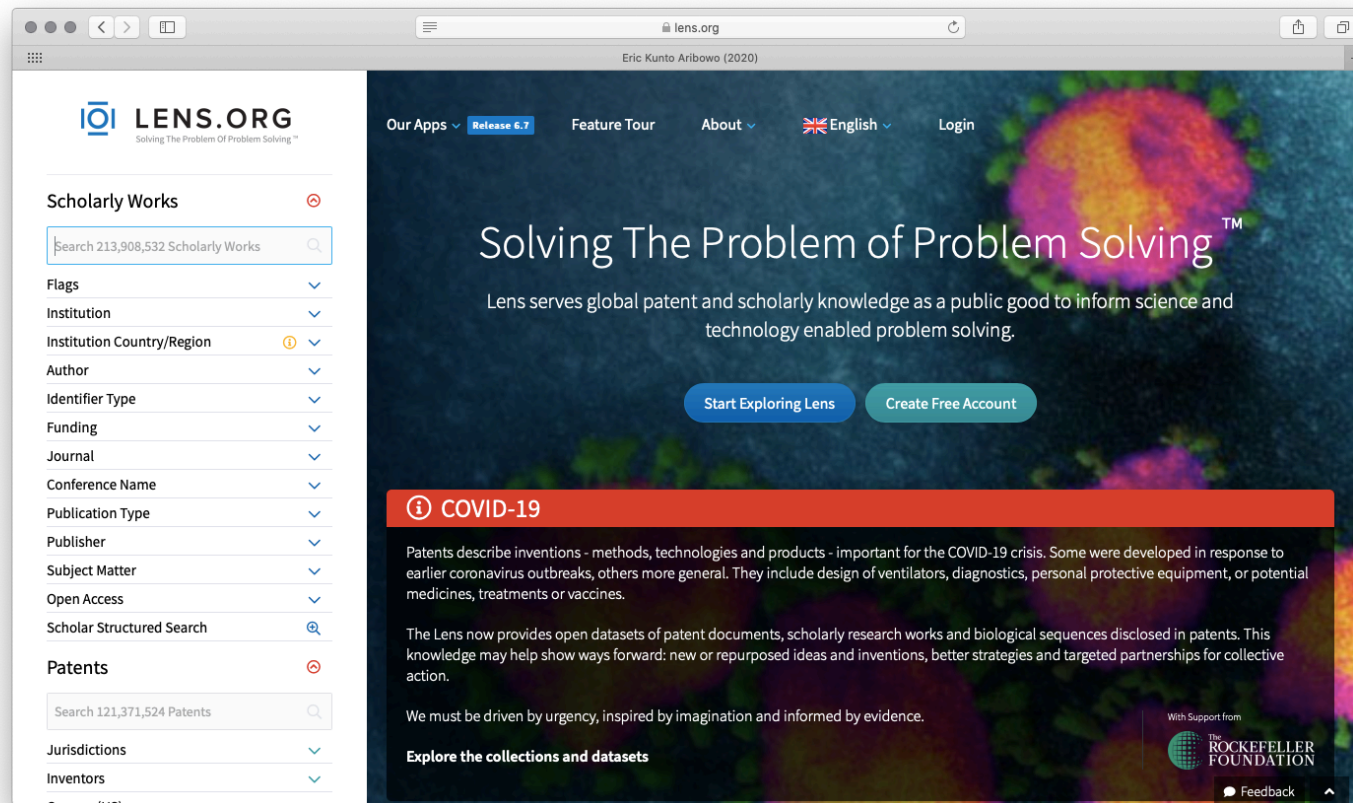 lens.org
Eric Kunto Aribowo (2020)
LENS.ORG
Solving The Problem Of Problem Solving ™
Scholarly Works
Search 213,908,532 Scholarly Works
Flags
Institution
Institution Country/Region
Author
Identifier Type
Funding
Journal
Conference Name
Publication Type
Publisher
Subject Matter
Open Access
Scholar Structured Search
Patents
Search 121,371,524 Patents
Jurisdictions
Inventors
Our Apps Release 6.7 Feature Tour About English Login
Solving The Problem of Problem Solving ™
Lens serves global patent and scholarly knowledge as a public good to inform science and
technology enabled problem solving.
Start Exploring Lens Create Free Account
COVID-19
Patents describe inventions - methods, technologies and products - important for the COVID-19 crisis. Some were developed in response to
earlier coronavirus outbreaks, others more general. They include design of ventilators, diagnostics, personal protective equipment, or potential
medicines, treatments or vaccines.
The Lens now provides open datasets of patent documents, scholarly research works and biological sequences disclosed in patents. This
knowledge may help show ways forward: new or repurposed ideas and inventions, better strategies and targeted partnerships for collective
action.
We must be driven by urgency, inspired by imagination and informed by evidence.
Explore the collections and datasets
With Support from
The
ROCKEFELLER
FOUNDATION
Feedback